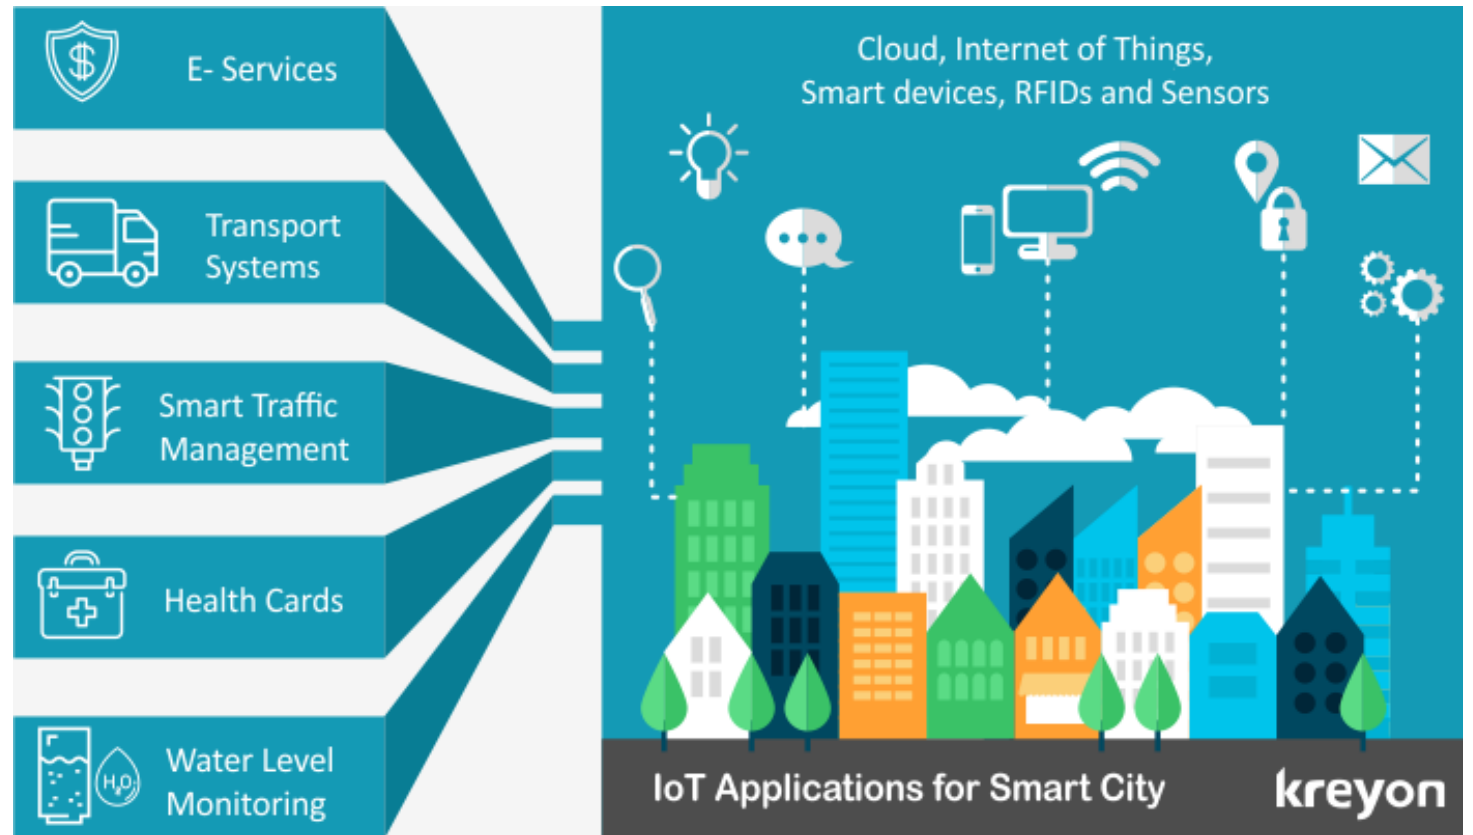 E- Services
Transport
Systems
Smart Traffic
Management
Health Cards
Water Level
Monitoring
H₂O
Cloud, Internet of Things,
Smart devices, RFIDs and Sensors
IoT Applications for Smart City
kreyon